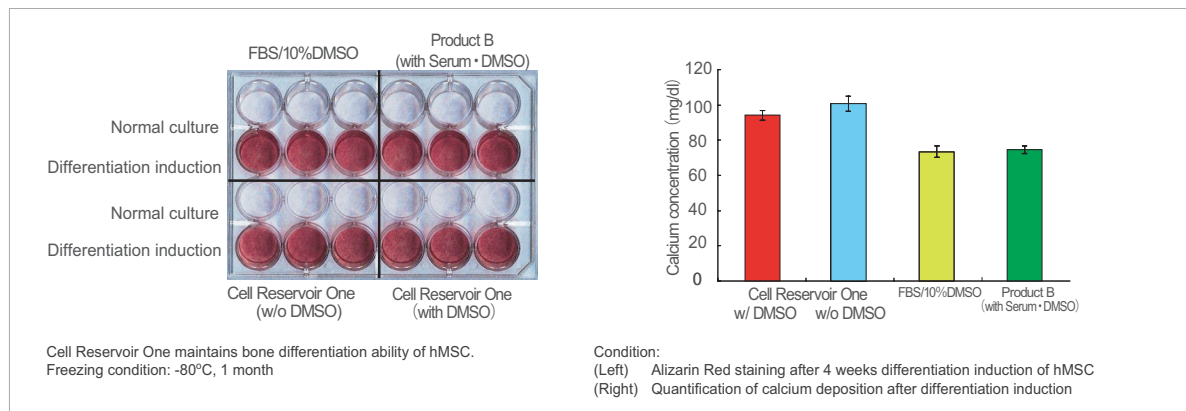 FBS/10%DMSO
Product B
(with Serum・DMSO)
Normal culture
Differentiation induction
Normal culture
Differentiation induction
Cell Reservoir One
(w/o DMSO)
Cell Reservoir One
(with DMSO)
Calcium concentration (mg/dl)
120
100
80
60
40
20
0
Cell Reservoir One
w/ DMSO w/o DMSO
FBS/10%DMSO
Product B
(with Serum・DMSO)
Cell Reservoir One maintains bone differentiation ability of hMSC.
Freezing condition: -80°C, 1 month
Condition:
(Left) Alizarin Red staining after 4 weeks differentiation induction of hMSC
(Right) Quantification of calcium deposition after differentiation induction